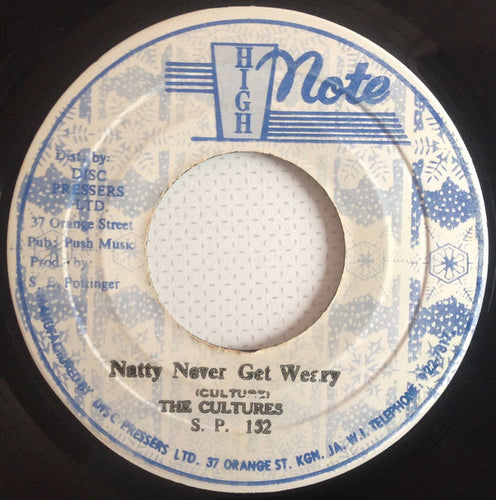 HIGH Note
Dist. by:
DISC
PRESSERS
LTD.
37 Orange Street
Pub: Push Music
Prod. by:
S. E. Pottinger
Natty Never Get Weary
(CULTURE)
THE CULTURES
S. P. 152
DISC PRESSERS LTD. 37 ORANGE ST. KGN. JA. W.I. TELEPHONE